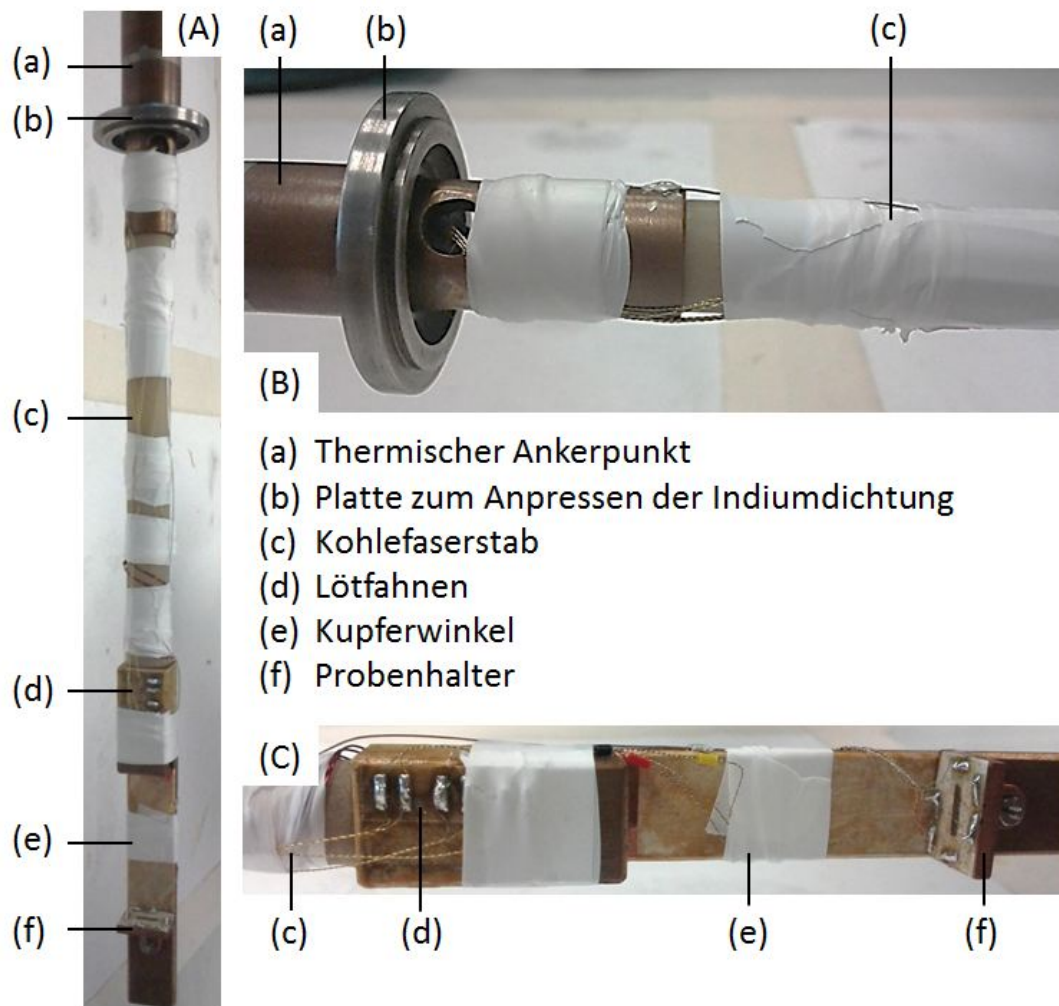 (A)
(a)
(b)
(c)
(d)
(e)
(f)
(a)
(b)
(c)
(B)
(a) Thermischer Ankerpunkt
(b) Platte zum Anpressen der Indiumdichtung
(c) Kohlefaserstab
(d) Lötfahnen
(e) Kupferwinkel
(f) Probenhalter
(C)
(c)
(d)
(e)
(f)